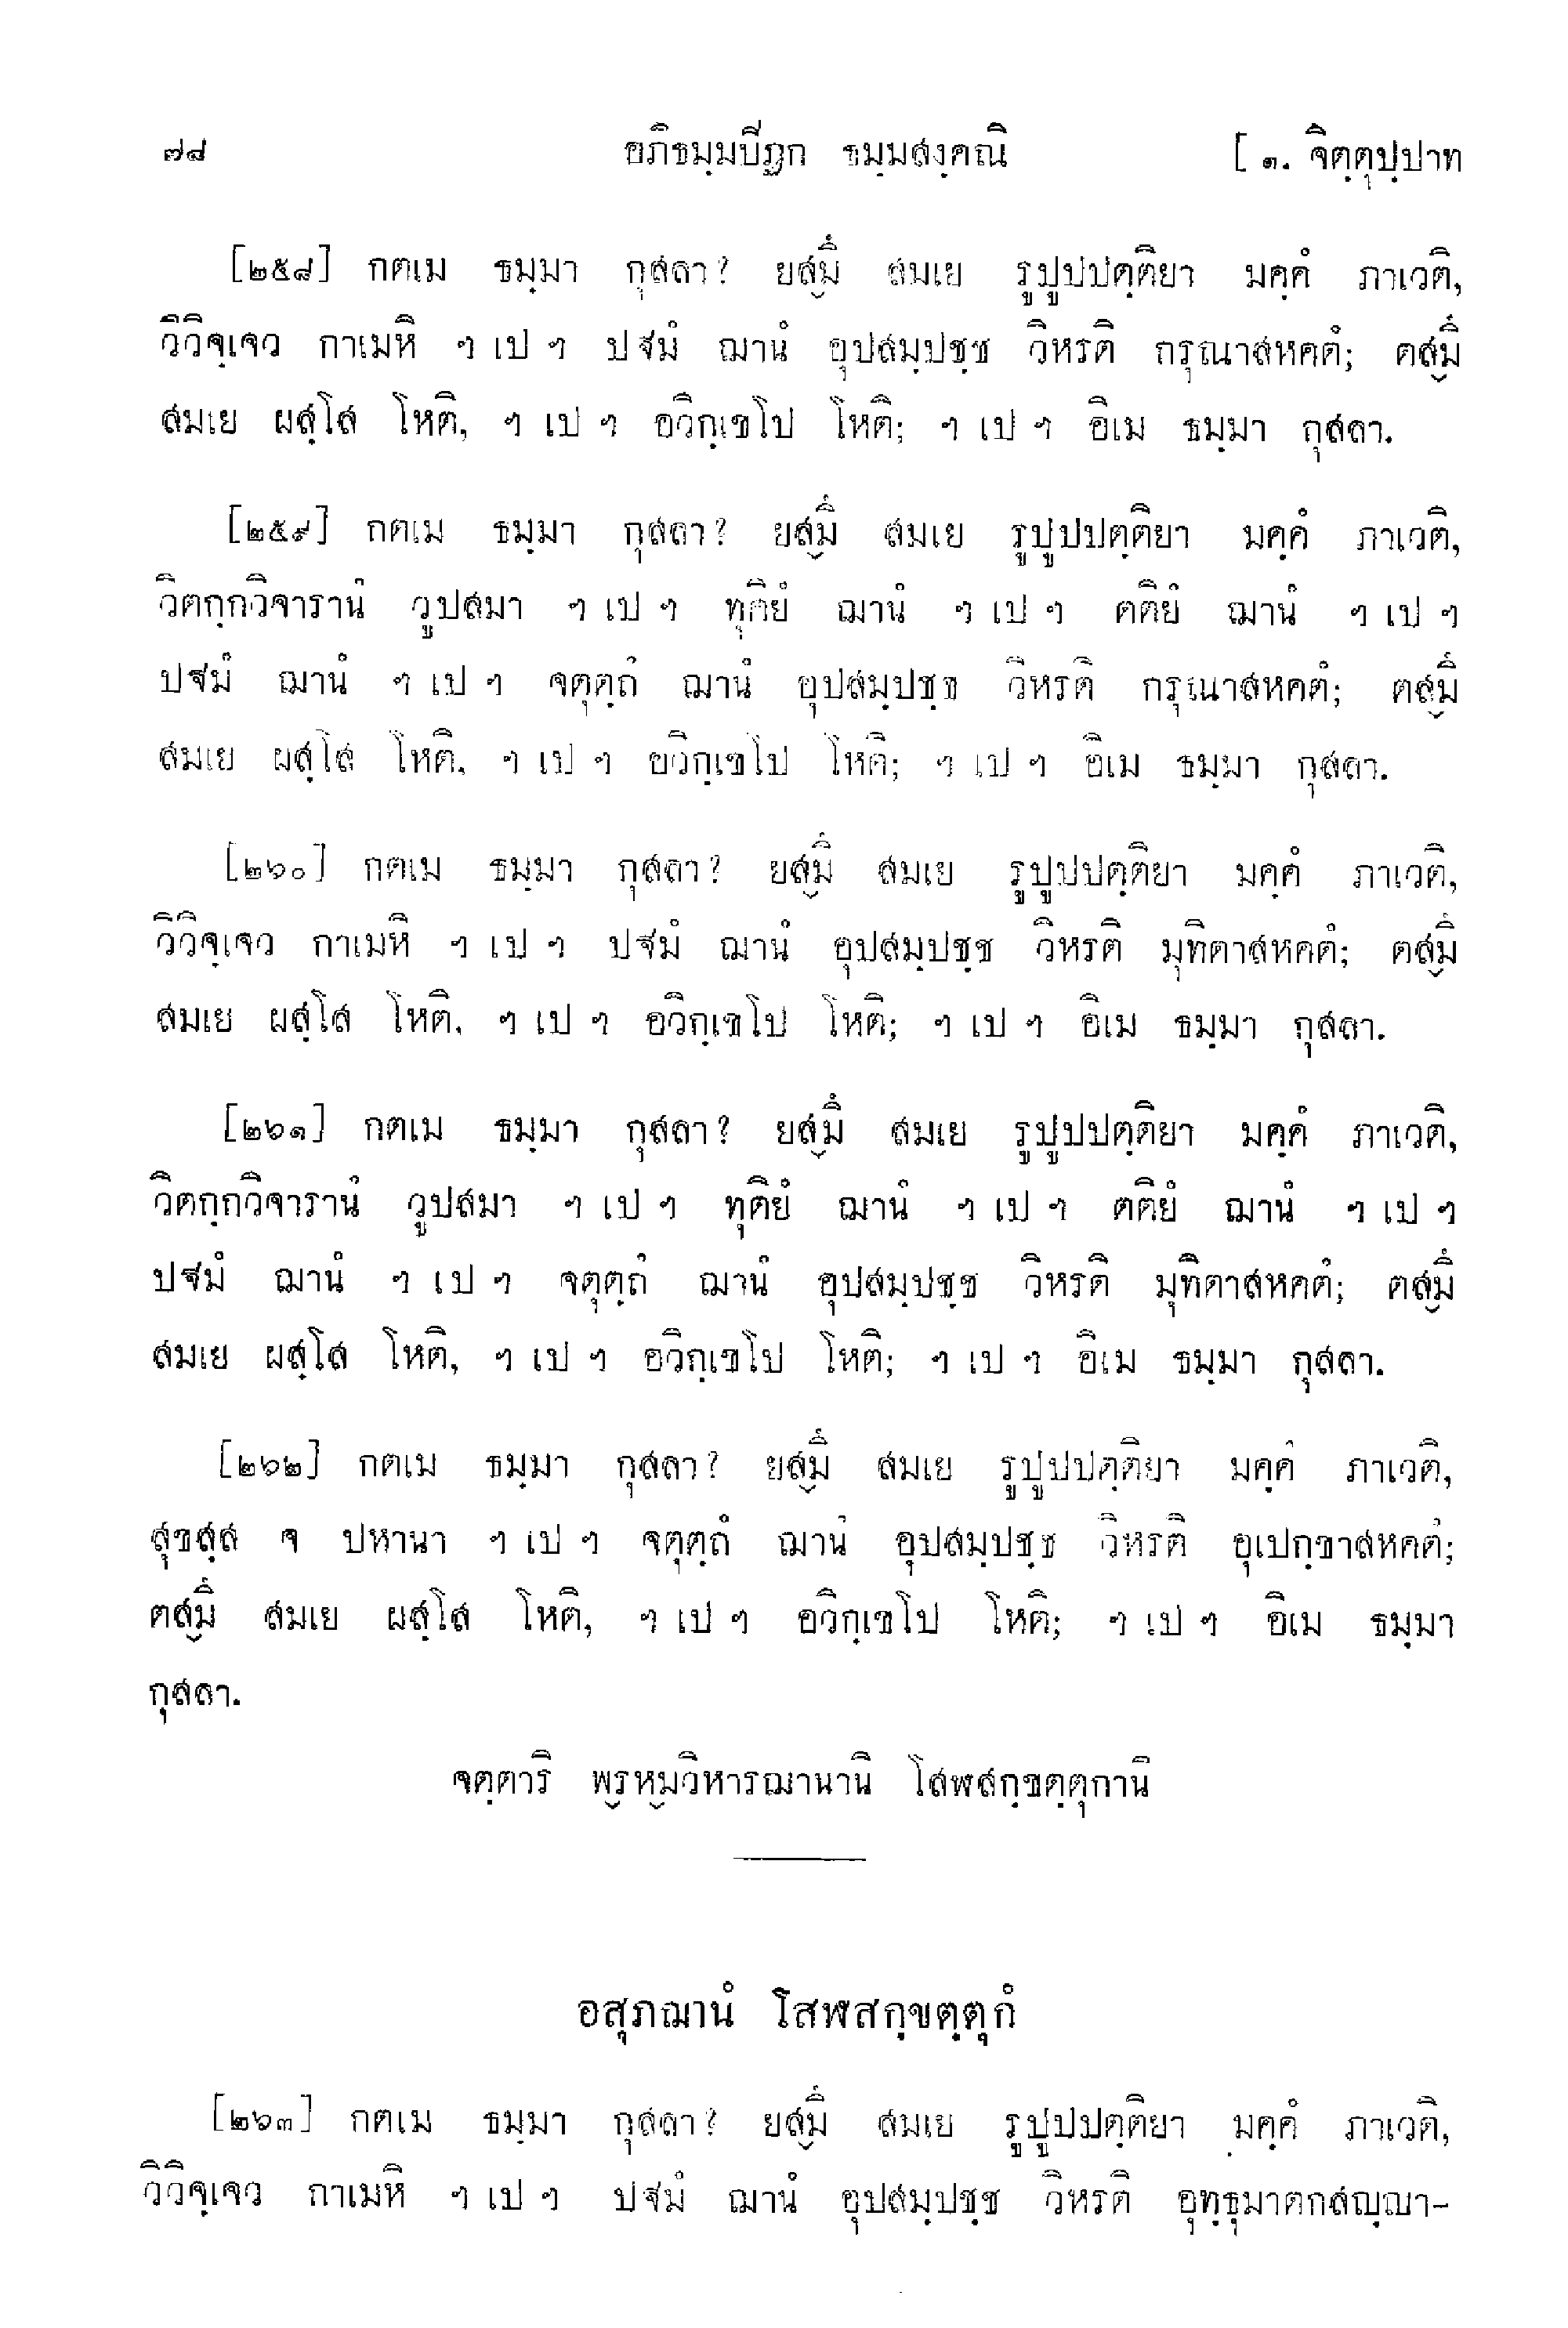 ๗๘ อภิธมฺมปิฏก ธมฺมสงฺคณิ [ ๑. จิตฺตุปฺปาท
[๒๕๘] กตเม ธมฺมา กุสลา? ยสฺมึ สมเย รูปูปปตฺติยา มคฺคํ ภาเวติ,
วิวิจฺเจว กาเมหิ ฯ เป ฯ ปฐมํ ฌานํ อุปสมฺปชฺช วิหรติ กรุณาสหคตํ; ตสฺมึ
สมเย ผสฺโส โหติ, ฯ เป ฯ อวิกฺเขโป โหติ; ฯ เป ฯ อิเม ธมฺมา กุสลา.
[๒๕๙] กตเม ธมฺมา กุสลา? ยสฺมึ สมเย รูปูปปตฺติยา มคฺคํ ภาเวติ,
วิตกฺกวิจารานํ วูปสมา ฯ เป ฯ ทุติยํ ฌานํ ฯ เป ฯ ตติยํ ฌานํ ฯ เป ฯ
ปฐมํ ฌานํ ฯ เป ฯ จตุตฺถํ ฌานํ อุปสมฺปชฺช วิหรติ กรุณาสหคตํ; ตสฺมึ
สมเย ผสฺโส โหติ, ฯ เป ฯ อวิกฺเขโป โหติ; ฯ เป ฯ อิเม ธมฺมา กุสลา.
[๒๖๐] กตเม ธมฺมา กุสลา? ยสฺมึ สมเย รูปูปปตฺติยา มคฺคํ ภาเวติ,
วิวิจฺเจว กาเมหิ ฯ เป ฯ ปฐมํ ฌานํ อุปสมฺปชฺช วิหรติ มุทิตาสหคตํ; ตสฺมึ
สมเย ผสฺโส โหติ, ฯ เป ฯ อวิกฺเขโป โหติ; ฯ เป ฯ อิเม ธมฺมา กุสลา.
[๒๖๑] กตเม ธมฺมา กุสลา? ยสฺมึ สมเย รูปูปปตฺติยา มคฺคํ ภาเวติ,
วิตกฺกวิจารานํ วูปสมา ฯ เป ฯ ทุติยํ ฌานํ ฯ เป ฯ ตติยํ ฌานํ ฯ เป ฯ
ปฐมํ ฌานํ ฯ เป ฯ จตุตฺถํ ฌานํ อุปสมฺปชฺช วิหรติ มุทิตาสหคตํ; ตสฺมึ
สมเย ผสฺโส โหติ, ฯ เป ฯ อวิกฺเขโป โหติ; ฯ เป ฯ อิเม ธมฺมา กุสลา.
[๒๖๒] กตเม ธมฺมา กุสลา? ยสฺมึ สมเย รูปูปปตฺติยา มคฺคํ ภาเวติ,
สุขสฺส จ ปหานา ฯ เป ฯ จตุตฺถํ ฌานํ อุปสมฺปชฺช วิหรติ อุเปกฺขาสหคตํ;
ตสฺมึ สมเย ผสฺโส โหติ, ฯ เป ฯ อวิกฺเขโป โหติ; ฯ เป ฯ อิเม ธมฺมา
กุสลา.
จตฺตาริ พฺรหฺมวิหารฌานานิ โสฬสกฺขตฺตุกานิ
อสุภฌานํ โสฬสกฺขตฺตุกํ
[๒๖๓] กตเม ธมฺมา กุสลา? ยสฺมึ สมเย รูปูปปตฺติยา มคฺคํ ภาเวติ,
วิวิจฺเจว กาเมหิ ฯ เป ฯ ปฐมํ ฌานํ อุปสมฺปชฺช วิหรติ อุทฺธุมาตกสญฺญา-